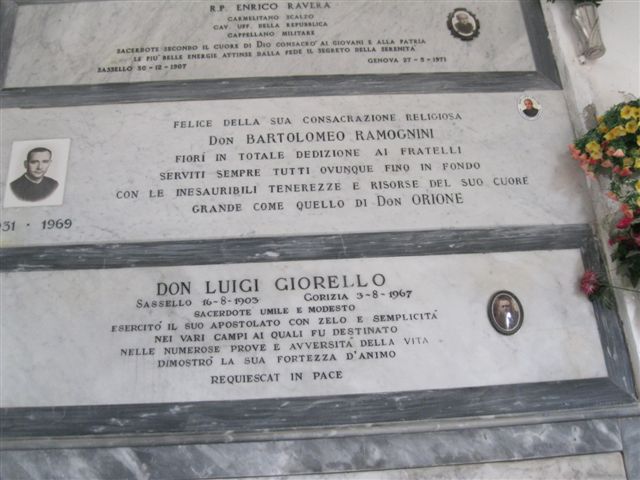 R.P. ENRICO RAVERA
CARMELITANO SCALZO
CAV. UFF. DELLA REPUBBLICA
CAPPELLANO MILITARE
SACERDOTE SECONDO IL CUORE DI DIO CONSACRÒ AI GIOVANI E ALLA PATRIA
LE PIU' BELLE ENERGIE ATTINSE DALLA FEDE IL SEGRETO DELLA SERENITÀ
SASSELLO 30-12-1907 GENOVA 27-5-1971
FELICE DELLA SUA CONSACRAZIONE RELIGIOSA
DON BARTOLOMEO RAMOGNINI
FIORÌ IN TOTALE DEDIZIONE AI FRATELLI
SERVITI SEMPRE TUTTI OVUNQUE FINO IN FONDO
CON LE INESAURIBILI TENEREZZE E RISORSE DEL SUO CUORE
GRANDE COME QUELLO DI DON ORIONE
931 · 1969
DON LUIGI GIORELLO
SASSELLO 16-8-1903 GORIZIA 3-8-1967
SACERDOTE UMILE E MODESTO
ESERCITÒ IL SUO APOSTOLATO CON ZELO E SEMPLICITÀ
NEI VARI CAMPI AI QUALI FU DESTINATO
NELLE NUMEROSE PROVE E AVVERSITÀ DELLA VITA
DIMOSTRÒ LA SUA FORTEZZA D'ANIMO
REQUIESCAT IN PACE